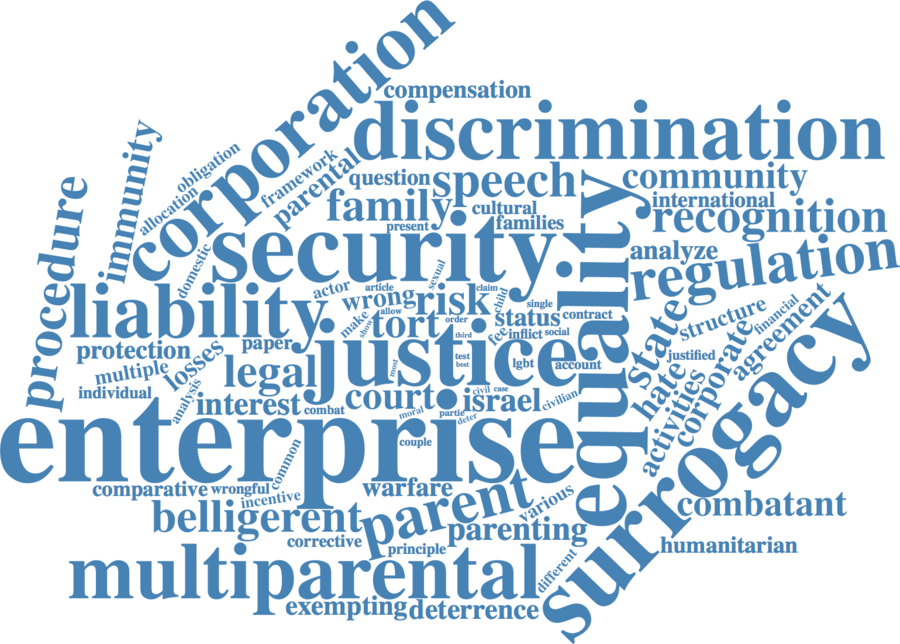 corporation
compensation
discrimination
immunity
obligation
allocation
framework
parental
question
speech
community
procedure
family
cultural
international
present
families
recognition
domestic
security
equality
analyze
sexual
regulation
liability
actor
article
claim
child
wrong
allow
risk
single
make
show
tort
order
status
contract
state
structure
financial
protection
paper
justice
third
fee
inflict
social
corporate
agreement
multiple
losses
legal
most
test
best
lgbt
account
justified
individual
analysis
interest
combat
court
moral
civil
case
israel
civilian
hate
activities
partie
deter
enterprise
couple
surrogacy
comparative
wrongful
common
incentive
warfare
parent
various
combatant
belligerent
parenting
corrective
principle
humanitarian
multiparental
different
exempting
deterrence